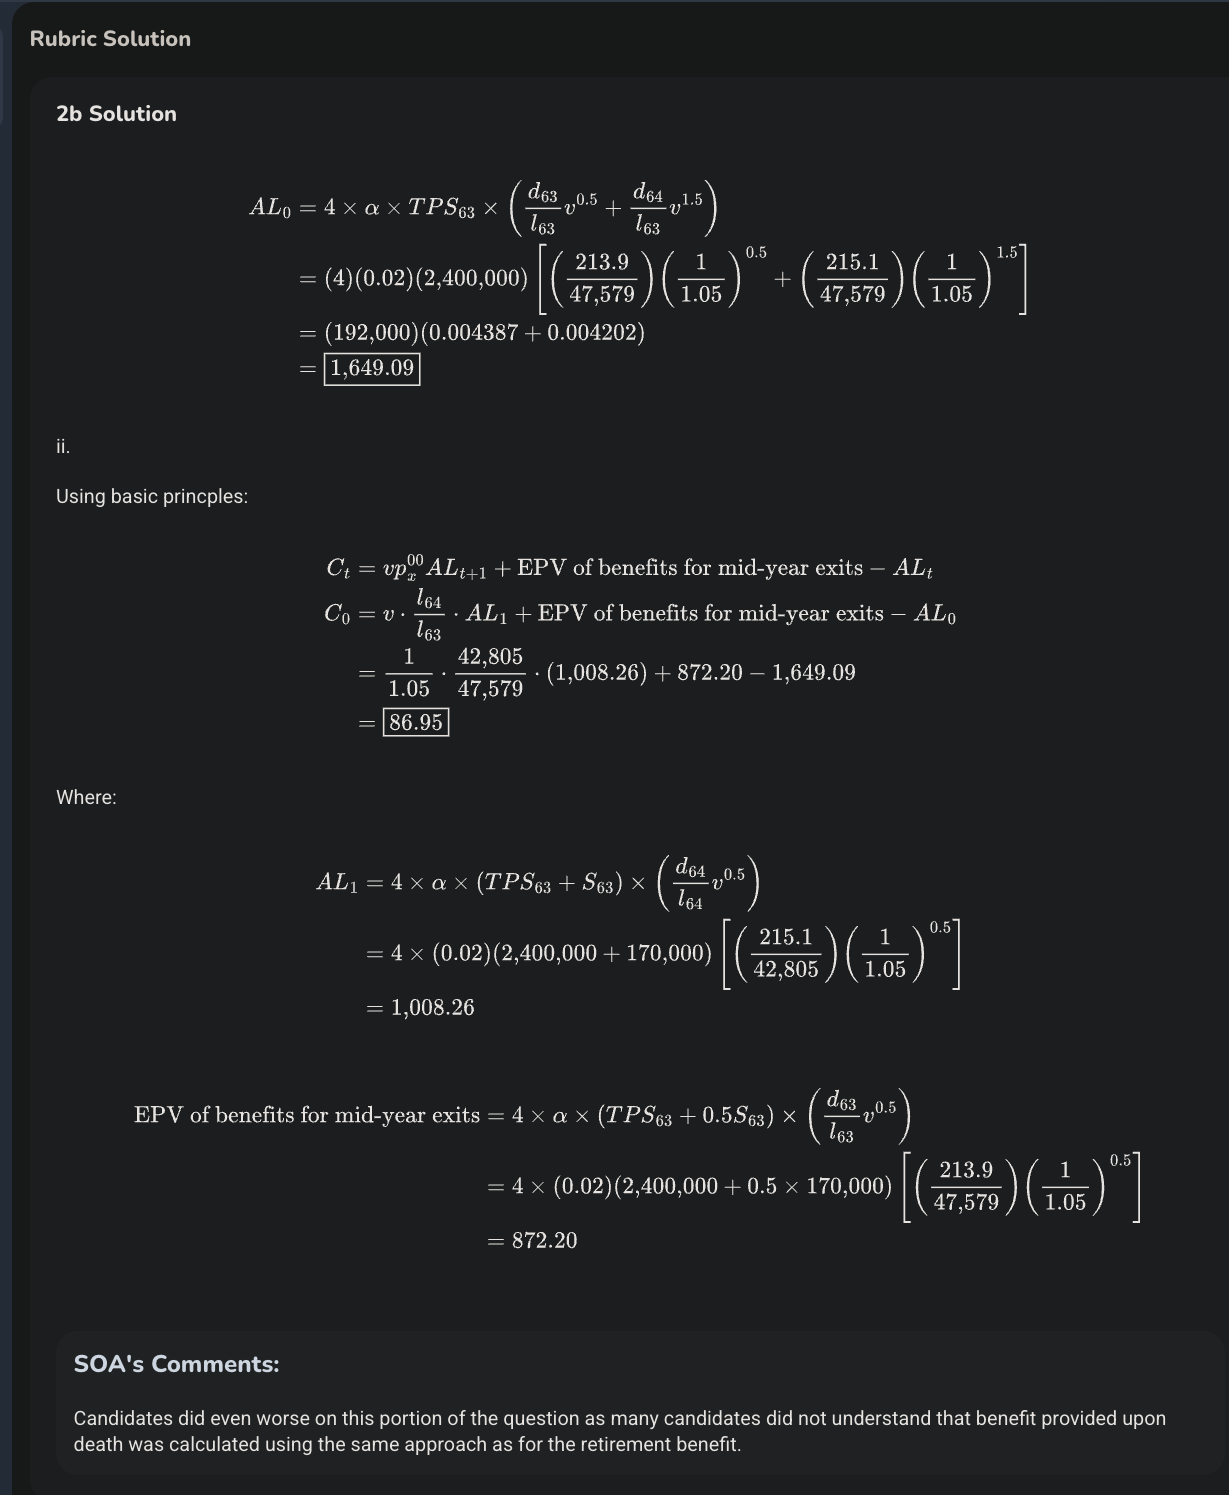 Rubric Solution
2b Solution
$AL_0 = 4 \times \alpha \times TPS_{63} \times \left( \frac{d_{63}}{l_{63}} v^{0.5} + \frac{d_{64}}{l_{63}} v^{1.5} \right)$
$= (4)(0.02)(2,400,000) \left[ \left( \frac{213.9}{47,579} \right) \left( \frac{1}{1.05} \right)^{0.5} + \left( \frac{215.1}{47,579} \right) \left( \frac{1}{1.05} \right)^{1.5} \right]$
$= (192,000)(0.004387 + 0.004202)$
$= \boxed{1,649.09}$
ii.
Using basic princples:
$C_t = v p_x^{00} AL_{t+1} + \text{EPV of benefits for mid-year exits} - AL_t$
$C_0 = v \cdot \frac{l_{64}}{l_{63}} \cdot AL_1 + \text{EPV of benefits for mid-year exits} - AL_0$
$= \frac{1}{1.05} \cdot \frac{42,805}{47,579} \cdot (1,008.26) + 872.20 - 1,649.09$
$= \boxed{86.95}$
Where:
$AL_1 = 4 \times \alpha \times (TPS_{63} + S_{63}) \times \left( \frac{d_{64}}{l_{64}} v^{0.5} \right)$
$= 4 \times (0.02)(2,400,000 + 170,000) \left[ \left( \frac{215.1}{42,805} \right) \left( \frac{1}{1.05} \right)^{0.5} \right]$
$= 1,008.26$
$\text{EPV of benefits for mid-year exits} = 4 \times \alpha \times (TPS_{63} + 0.5S_{63}) \times \left( \frac{d_{63}}{l_{63}} v^{0.5} \right)$
$= 4 \times (0.02)(2,400,000 + 0.5 \times 170,000) \left[ \left( \frac{213.9}{47,579} \right) \left( \frac{1}{1.05} \right)^{0.5} \right]$
$= 872.20$
SOA's Comments:
Candidates did even worse on this portion of the question as many candidates did not understand that benefit provided upon
death was calculated using the same approach as for the retirement benefit.